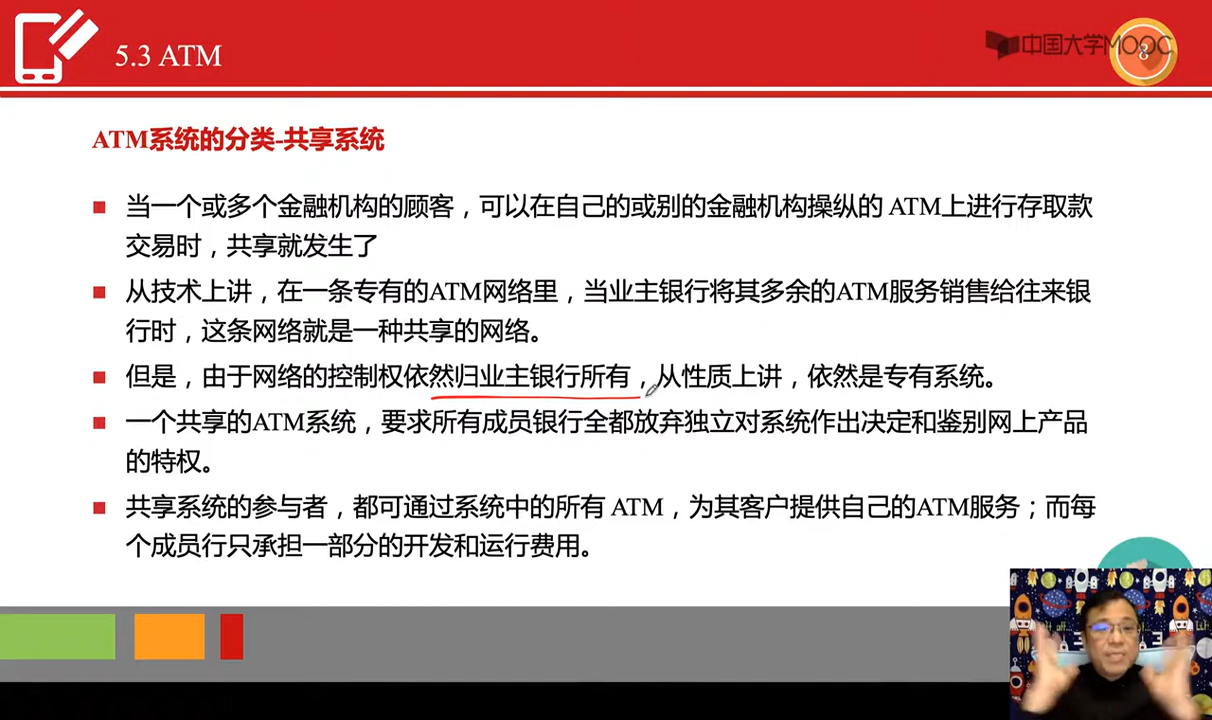 5.3 ATM
中国大学MOOC
8
ATM系统的分类-共享系统
当一个或多个金融机构的顾客，可以在自己的或别的金融机构操纵的 ATM上进行存取款
交易时，共享就发生了
从技术上讲，在一条专有的ATM网络里，当业主银行将其多余的ATM服务销售给往来银
行时，这条网络就是一种共享的网络。
但是，由于网络的控制权依然归业主银行所有，从性质上讲，依然是专有系统。
一个共享的ATM系统，要求所有成员银行全都放弃独立对系统作出决定和鉴别网上产品
的特权。
共享系统的参与者，都可通过系统中的所有 ATM，为其客户提供自己的ATM服务；而每
个成员行只承担一部分的开发和运行费用。